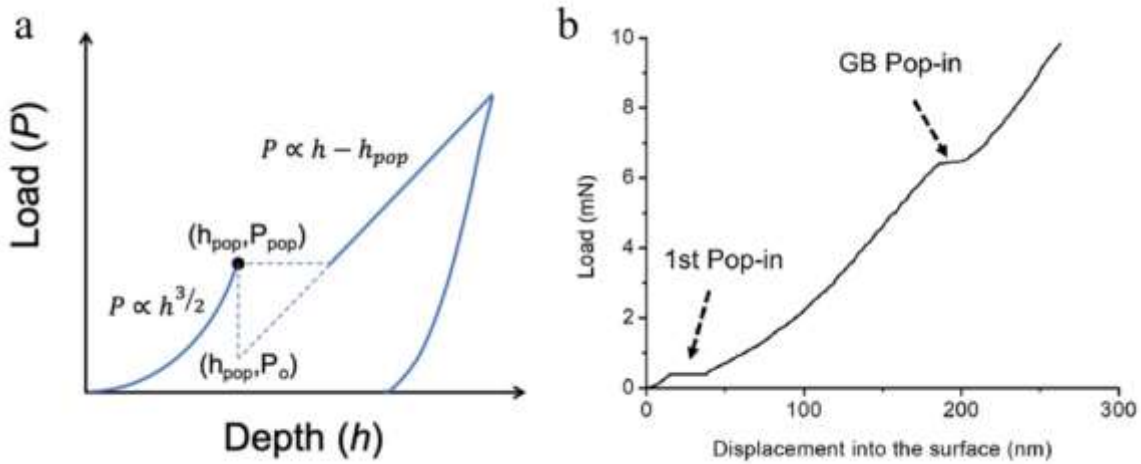 a
Load (P)
P ∝ h − h_pop
(h_pop,P_pop)
P ∝ h^3/2
(h_pop,P_o)
Depth (h)
b
10
8
6
4
2
0
Load (mN)
GB Pop-in
1st Pop-in
0
100
200
300
Displacement into the surface (nm)